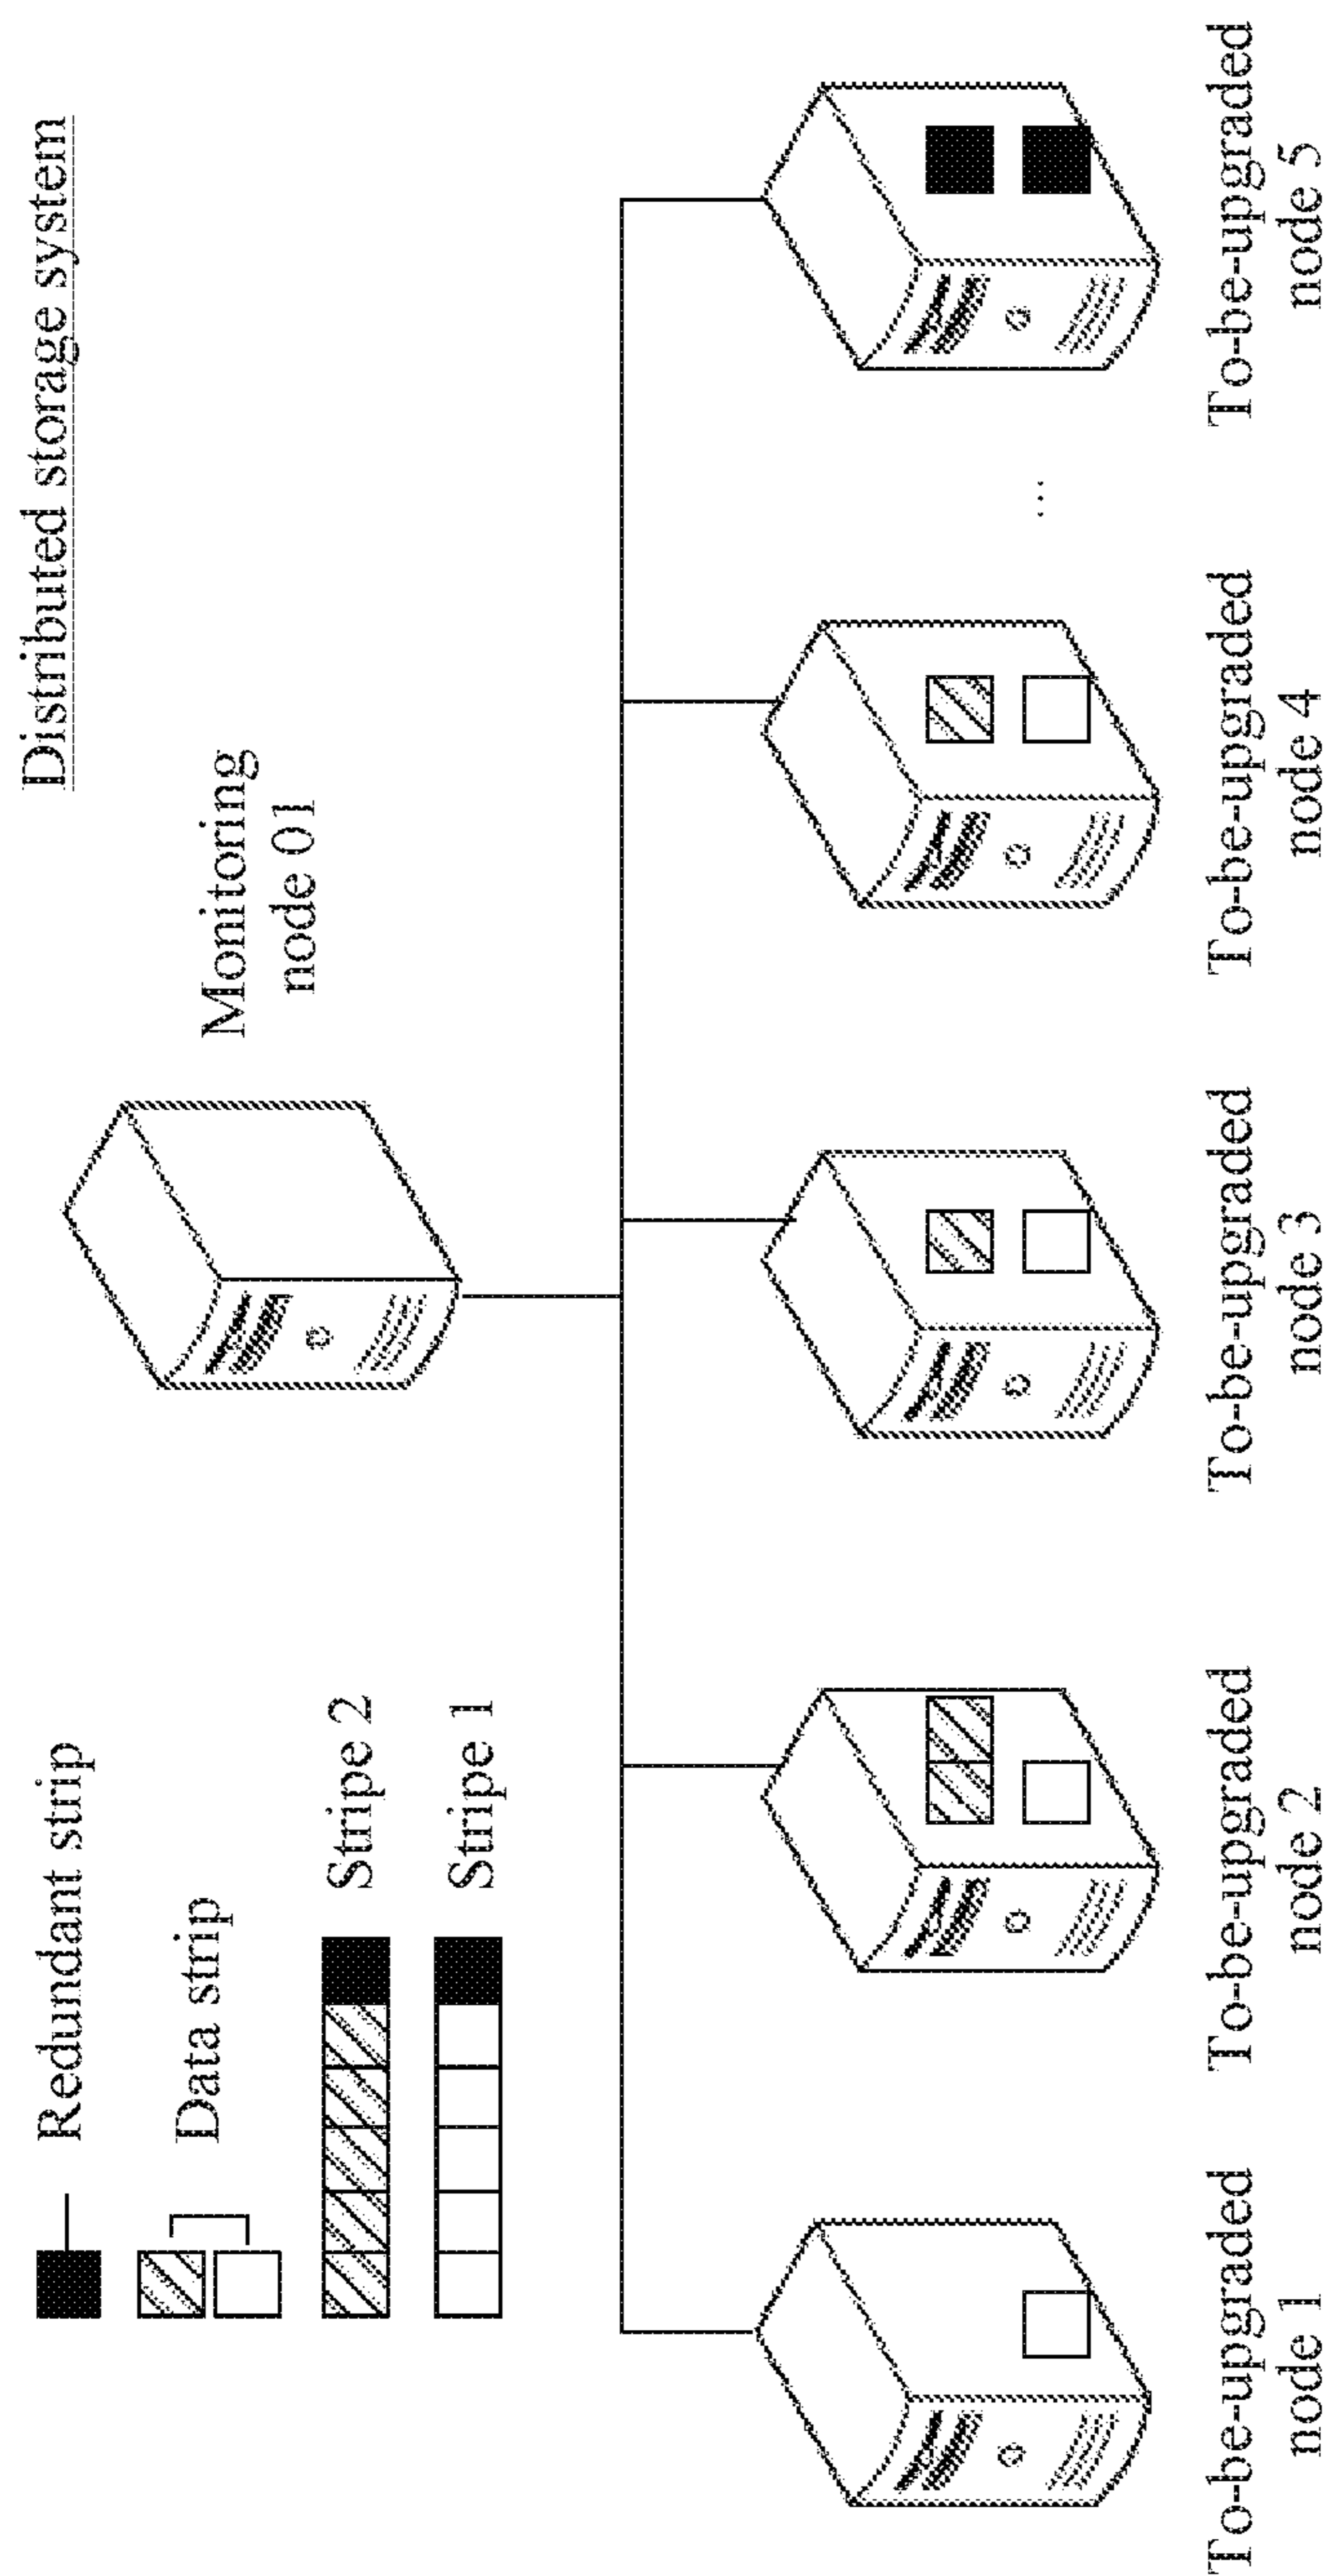 Distributed storage system
Redundant strip
Data strip
Stripe 2
Stripe 1
Monitoring
node 01
To-be-upgraded
node 1
To-be-upgraded
node 2
To-be-upgraded
node 3
To-be-upgraded
node 4
...
To-be-upgraded
node 5